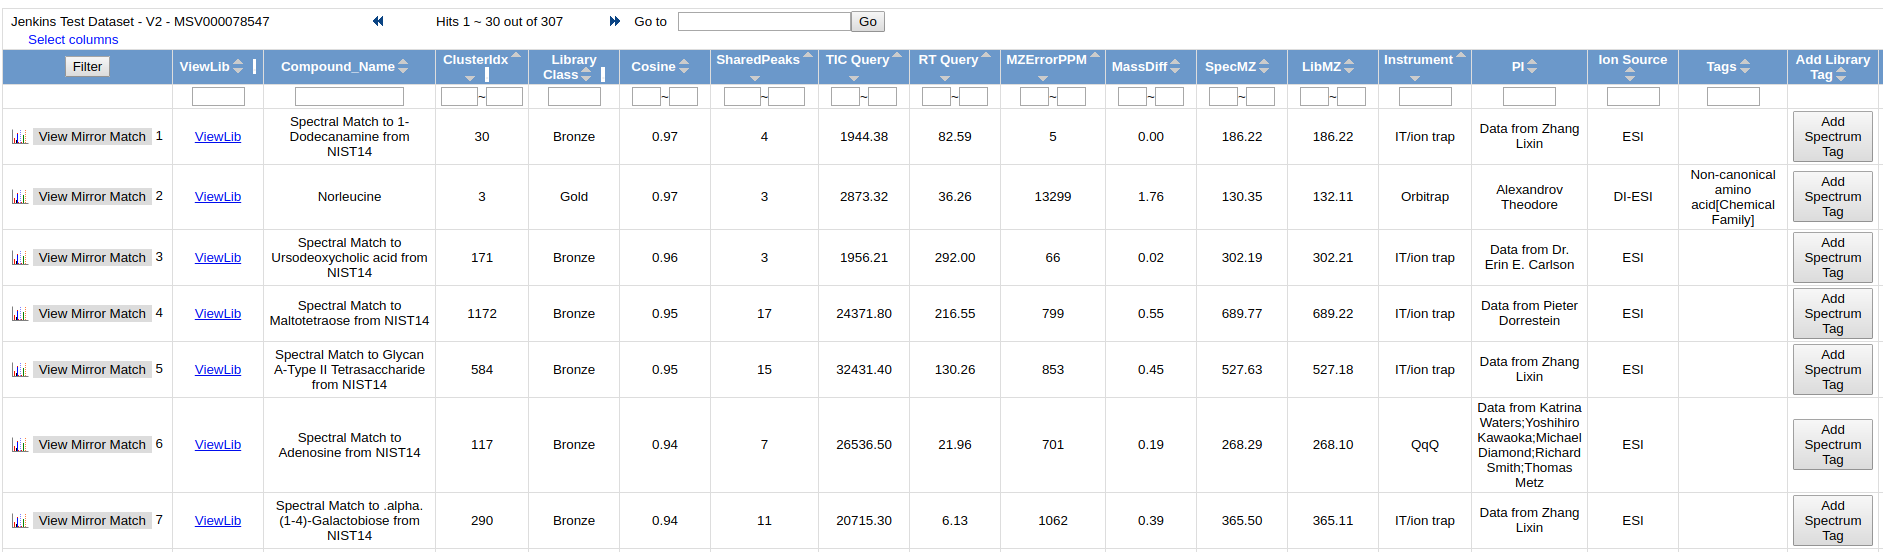 Jenkins Test Dataset - V2 - MSV000078547 Hits 1 ~ 30 out of 307 Go to Go
Select columns
Filter ViewLib Compound_Name ClusterIdx Library Class Cosine SharedPeaks TIC Query RT Query MZErrorPPM MassDiff SpecMZ LibMZ Instrument PI Ion Source Tags Add Library Tag
~ ~ ~ ~ ~ ~ ~ ~ ~
View Mirror Match 1 ViewLib Spectral Match to 1-Dodecanamine from NIST14 30 Bronze 0.97 4 1944.38 82.59 5 0.00 186.22 186.22 IT/ion trap Data from Zhang Lixin ESI Add Spectrum Tag
View Mirror Match 2 ViewLib Norleucine 3 Gold 0.97 3 2873.32 36.26 13299 1.76 130.35 132.11 Orbitrap Alexandrov Theodore DI-ESI Non-canonical amino acid[Chemical Family] Add Spectrum Tag
View Mirror Match 3 ViewLib Spectral Match to Ursodeoxycholic acid from NIST14 171 Bronze 0.96 3 1956.21 292.00 66 0.02 302.19 302.21 IT/ion trap Data from Dr. Erin E. Carlson ESI Add Spectrum Tag
View Mirror Match 4 ViewLib Spectral Match to Maltotetraose from NIST14 1172 Bronze 0.95 17 24371.80 216.55 799 0.55 689.77 689.22 IT/ion trap Data from Pieter Dorrestein ESI Add Spectrum Tag
View Mirror Match 5 ViewLib Spectral Match to Glycan A-Type II Tetrasaccharide from NIST14 584 Bronze 0.95 15 32431.40 130.26 853 0.45 527.63 527.18 IT/ion trap Data from Zhang Lixin ESI Add Spectrum Tag
View Mirror Match 6 ViewLib Spectral Match to Adenosine from NIST14 117 Bronze 0.94 7 26536.50 21.96 701 0.19 268.29 268.10 QqQ Data from Katrina Waters;Yoshihiro Kawaoka;Michael Diamond;Richard Smith;Thomas Metz ESI Add Spectrum Tag
View Mirror Match 7 ViewLib Spectral Match to .alpha.(1-4)-Galactobiose from NIST14 290 Bronze 0.94 11 20715.30 6.13 1062 0.39 365.50 365.11 IT/ion trap Data from Zhang Lixin ESI Add Spectrum Tag